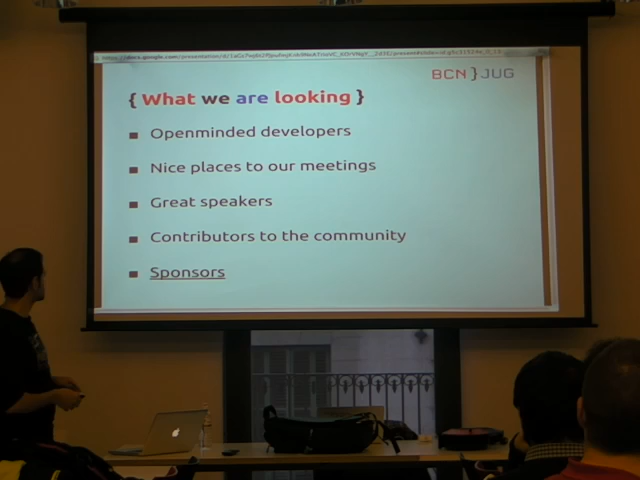 BCN}JUG
{ What we are looking }
Openminded developers
Nice places to our meetings
Great speakers
Contributors to the community
Sponsors